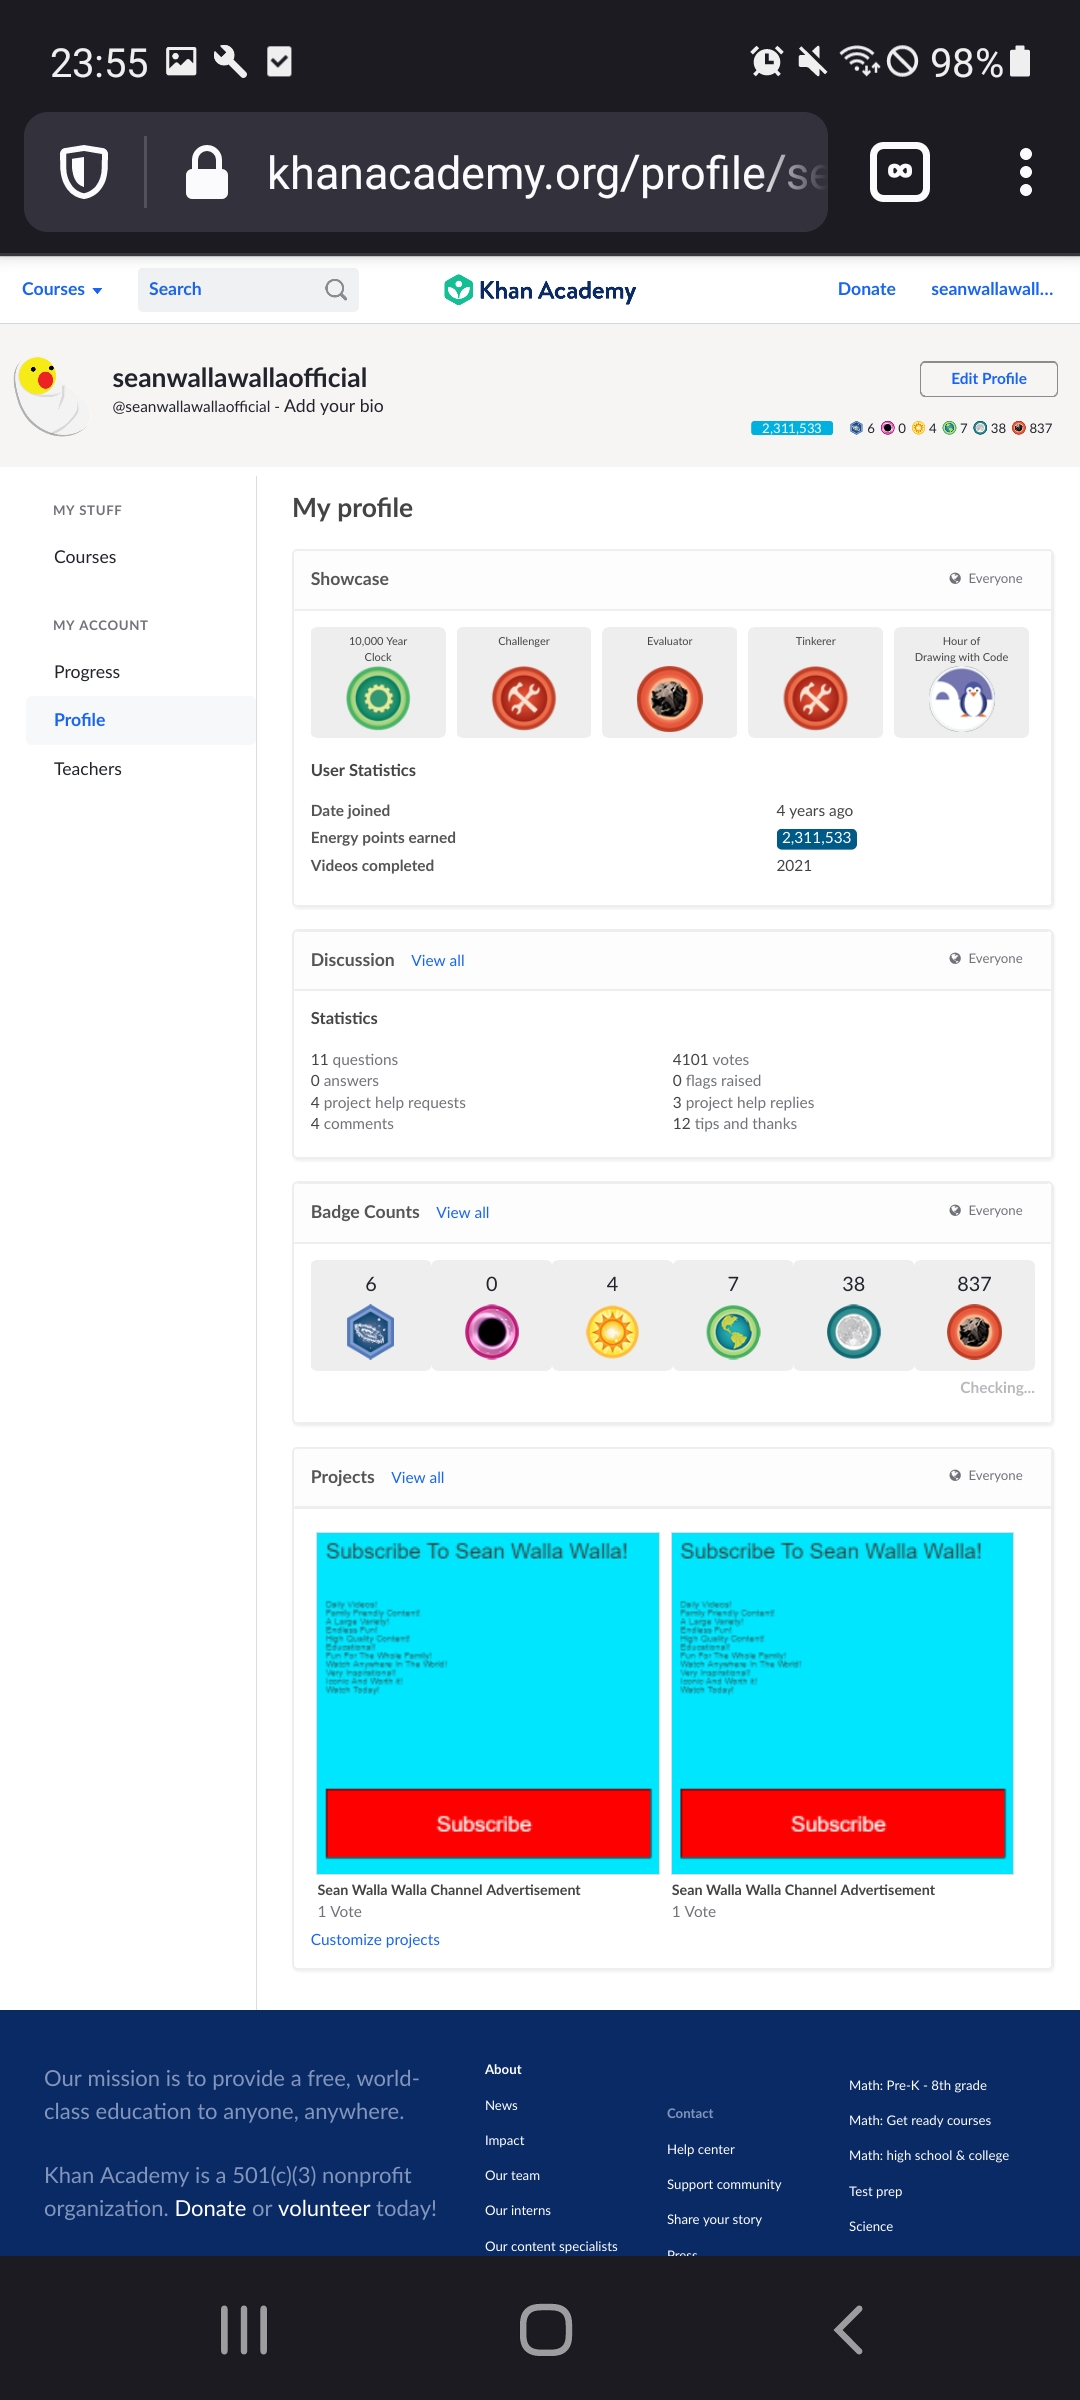 23:55
98%
khanacademy.org/profile/se
Courses
Search
Khan Academy
Donate
seanwallawall...
seanwallawallaofficial
@seanwallawallaofficial - Add your bio
Edit Profile
2,311,533
6
0
4
7
38
837
MY STUFF
Courses
MY ACCOUNT
Progress
Profile
Teachers
My profile
Showcase
Everyone
10,000 Year
Clock
Challenger
Evaluator
Tinkerer
Hour of
Drawing with Code
User Statistics
Date joined
4 years ago
Energy points earned
2,311,533
Videos completed
2021
Discussion
View all
Everyone
Statistics
11 questions
0 answers
4 project help requests
4 comments
4101 votes
0 flags raised
3 project help replies
12 tips and thanks
Badge Counts
View all
Everyone
6
0
4
7
38
837
Checking...
Projects
View all
Everyone
Subscribe To Sean Walla Walla!
Daily Videos!
Family Friendly Content!
A Large Variety!
Endless Fun!
High Quality Content!
Educational!
Fun For The Whole Family!
Watch Anywhere In The World!
Very Inspirational!
Iconic And Worth It!
Watch Today!
Subscribe
Sean Walla Walla Channel Advertisement
1 Vote
Subscribe To Sean Walla Walla!
Daily Videos!
Family Friendly Content!
A Large Variety!
Endless Fun!
High Quality Content!
Educational!
Fun For The Whole Family!
Watch Anywhere In The World!
Very Inspirational!
Iconic And Worth It!
Watch Today!
Subscribe
Sean Walla Walla Channel Advertisement
1 Vote
Customize projects
Our mission is to provide a free, world-
class education to anyone, anywhere.
Khan Academy is a 501(c)(3) nonprofit
organization. Donate or volunteer today!
About
News
Impact
Our team
Our interns
Our content specialists
Contact
Help center
Support community
Share your story
Press
Math: Pre-K - 8th grade
Math: Get ready courses
Math: high school & college
Test prep
Science